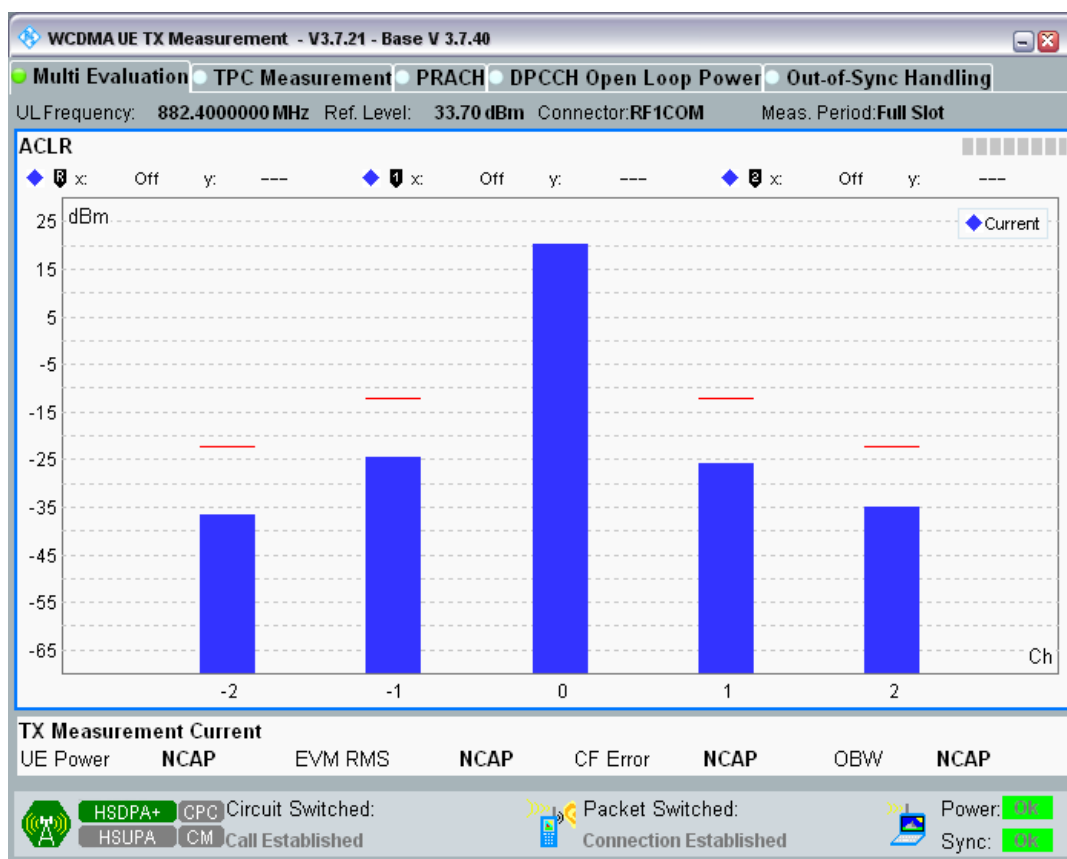 WCDMA UE TX Measurement - V3.7.21 - Base V 3.7.40
Multi Evaluation TPC Measurement PRACH DPCCH Open Loop Power Out-of-Sync Handling
UL Frequency: 882.4000000 MHz Ref. Level: 33.70 dBm Connector: RF1COM Meas. Period: Full Slot
ACLR
R x: Off y: --- 1 x: Off y: --- 2 x: Off y: ---
dBm
Current
25
15
5
-5
-15
-25
-35
-45
-55
-65
Ch
-2 -1 0 1 2
TX Measurement Current
UE Power NCAP EVM RMS NCAP CF Error NCAP OBW NCAP
HSDPA+ CPC Circuit Switched: Packet Switched: Power: Ok
HSUPA CM Call Established Connection Established Sync: Ok